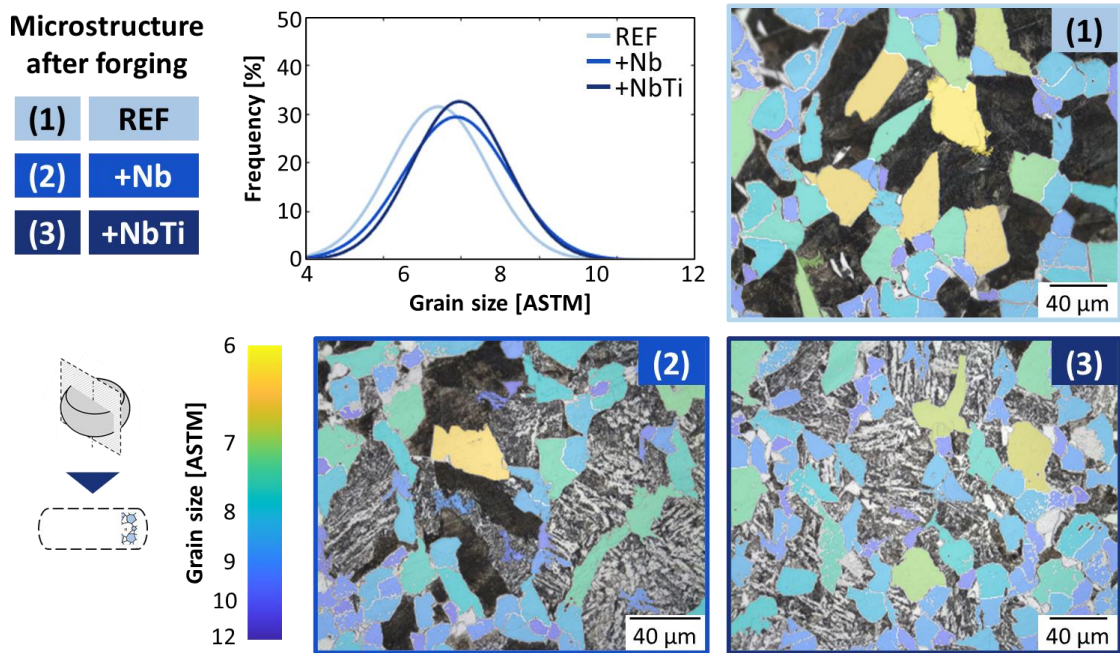 Microstructure
after forging
(1) REF
(2) +Nb
(3) +NbTi
Frequency [%]
50
40
30
20
10
0
4 6 8 10 12
Grain size [ASTM]
REF
+Nb
+NbTi
(1)
40 µm
Grain size [ASTM]
6
7
8
9
10
12
(2)
40 µm
(3)
40 µm